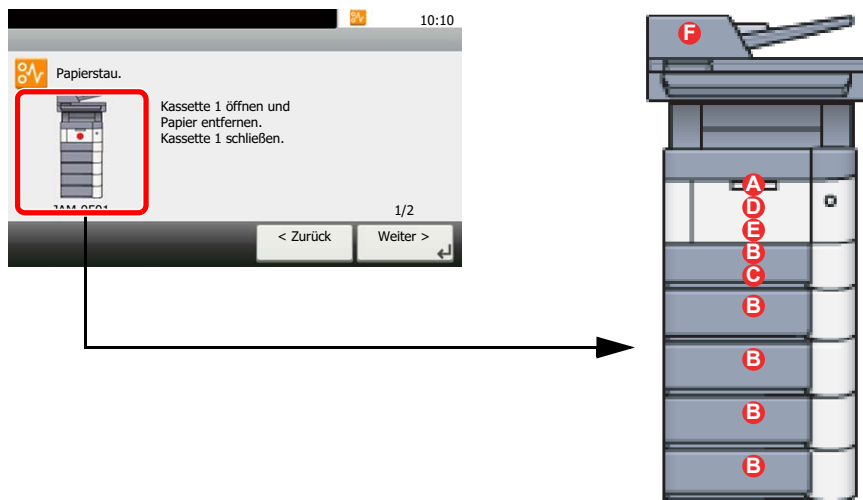 10:10
Papierstau.
Kassette 1 öffnen und
Papier entfernen.
Kassette 1 schließen.
1/2
< Zurück
Weiter >
F
A
D
E
B
C
B
B
B
B